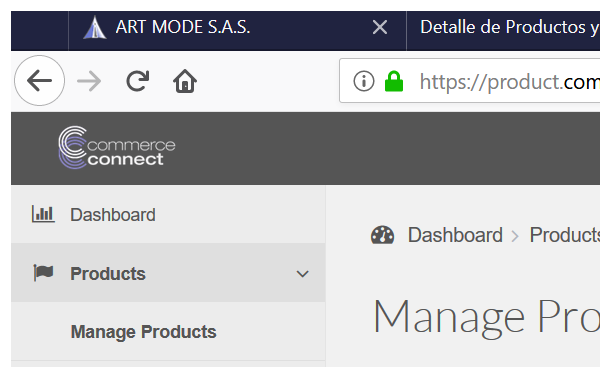 ART MODE S.A.S.
Detalle de Productos y
https://product.com
commerce
connect
Dashboard
Products
Manage Products
Dashboard > Products
Manage Pro